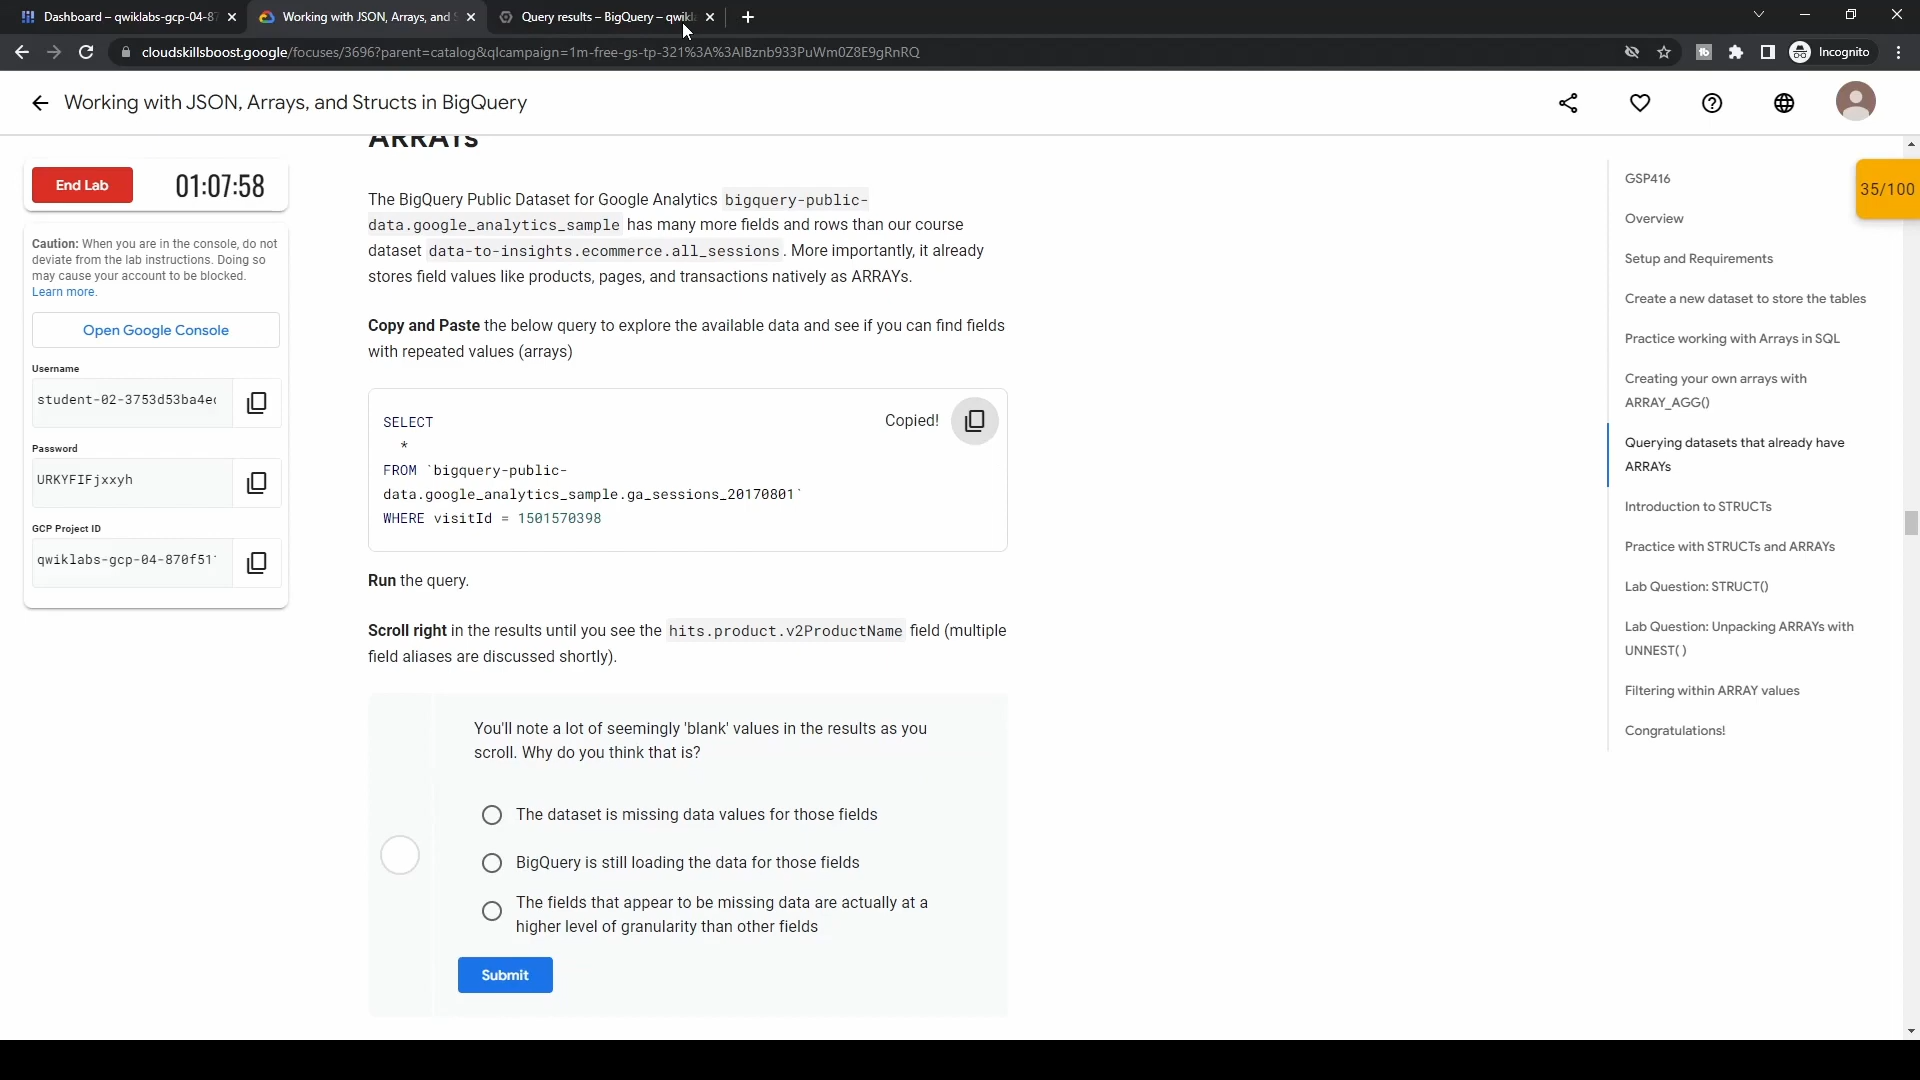 Dashboard – qwiklabs-gcp-04-87
Working with JSON, Arrays, and S
Query results – BigQuery – qwikl
cloudskillsboost.google/focuses/3696?parent=catalog&qlcampaign=1m-free-gs-tp-321%3A%3AIBznb933PuWm0Z8E9gRnRQ
Incognito
Working with JSON, Arrays, and Structs in BigQuery
ARRAYs
End Lab
01:07:58
Caution: When you are in the console, do not
deviate from the lab instructions. Doing so
may cause your account to be blocked.
Learn more.
Open Google Console
Username
student-02-3753d53ba4e
Password
URKYFIFjxxyh
GCP Project ID
qwiklabs-gcp-04-870f51
The BigQuery Public Dataset for Google Analytics bigquery-public-
data.google_analytics_sample has many more fields and rows than our course
dataset data-to-insights.ecommerce.all_sessions. More importantly, it already
stores field values like products, pages, and transactions natively as ARRAYs.
Copy and Paste the below query to explore the available data and see if you can find fields
with repeated values (arrays)
Copied!
SELECT
*
FROM `bigquery-public-
data.google_analytics_sample.ga_sessions_20170801`
WHERE visitId = 1501570398
Run the query.
Scroll right in the results until you see the hits.product.v2ProductName field (multiple
field aliases are discussed shortly).
You'll note a lot of seemingly 'blank' values in the results as you
scroll. Why do you think that is?
The dataset is missing data values for those fields
BigQuery is still loading the data for those fields
The fields that appear to be missing data are actually at a
higher level of granularity than other fields
Submit
GSP416
35/100
Overview
Setup and Requirements
Create a new dataset to store the tables
Practice working with Arrays in SQL
Creating your own arrays with
ARRAY_AGG()
Querying datasets that already have
ARRAYs
Introduction to STRUCTs
Practice with STRUCTs and ARRAYs
Lab Question: STRUCT()
Lab Question: Unpacking ARRAYs with
UNNEST( )
Filtering within ARRAY values
Congratulations!